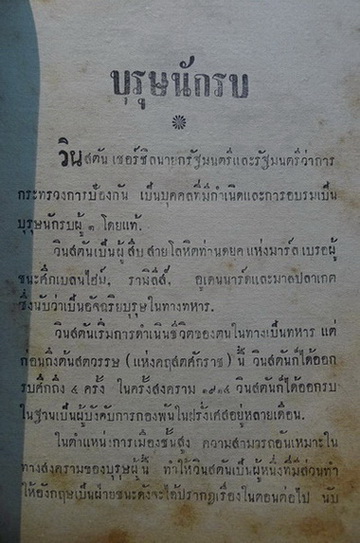 บุรุษนักรบ
วินสตัน เชอร์ชิลนายกรัฐมนตรีและรัฐมนตรีว่าการ
กระทรวงการป้องกัน เป็นบุคคลที่มีกำเนิดและการอบรมเป็น
บุรุษนักรบผู้ ๑ โดยแท้.
วินสตันเป็นผู้สืบสายโลหิตท่านดยุค แห่งมาร์ลเบรอผู้
ชนะศึกเบลนไฮม์, รามิลีส์, อูเดนนาร์ดและมาลปลาเกต์
ซึ่งนับว่าเป็นอัจฉริยบุรุษในทางทหาร.
วินสตันเริ่มการดำเนิรชีวิตของตนในทางเป็นทหาร แต่
ก่อนถึงต้นสตวรรษ (แห่งคฤสตศักราช) นี้ วินสตันก็ได้ออก
รบศึกถึง ๕ ครั้ง ในครั้งสงคราม ๑๙๑๔ วินสตันก็ได้ออกรบ
ในฐานเป็นผู้บังคับการกองพันในฝรั่งเศสอยู่หลายเดือน.
ในตำแหน่งการเมืองชั้นสูง ความสามารถอันเหมาะใน
ทางสงครามของบุรุษผู้นี้ ทำให้วินสตันเป็นผู้หนึ่งที่มีส่วนทำ
ให้อังกฤษเป็นฝ่ายชนะดังจะได้ปรากฏเรื่องในตอนต่อไป นับ